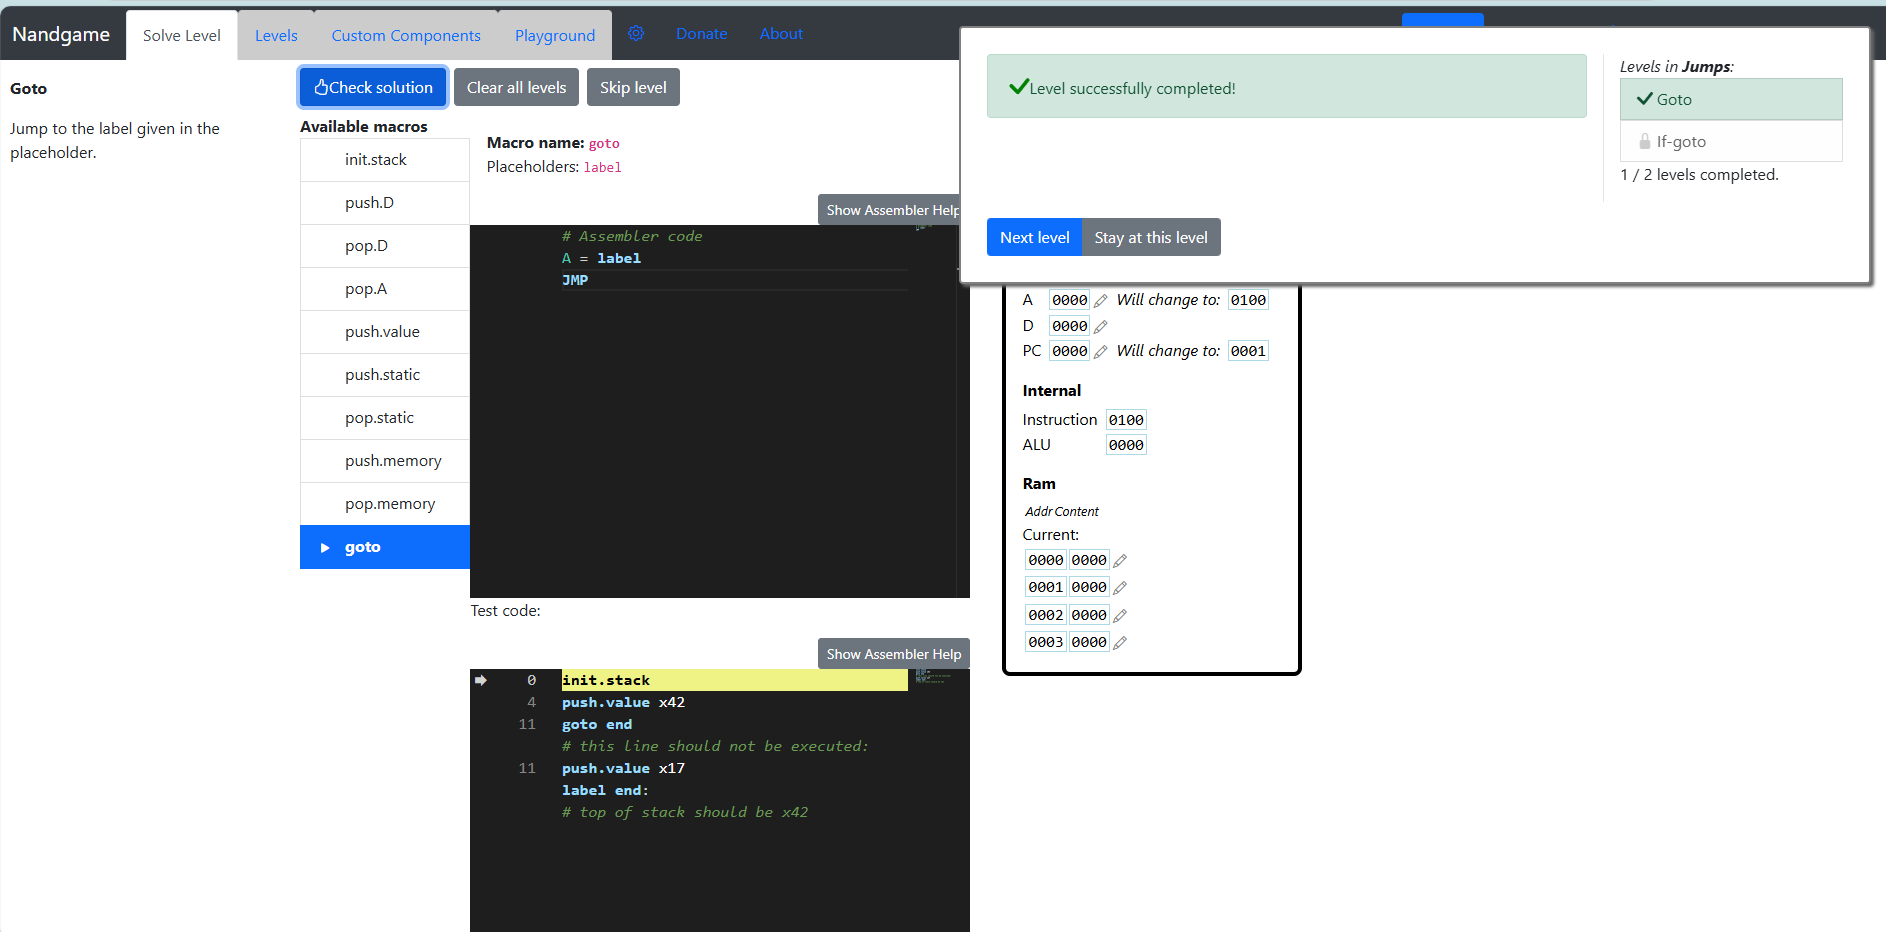 Nandgame Solve Level Levels Custom Components Playground Donate About
Goto
Jump to the label given in the
placeholder.
Check solution Clear all levels Skip level
Available macros
init.stack
push.D
pop.D
pop.A
push.value
push.static
pop.static
push.memory
pop.memory
goto
Macro name: goto
Placeholders: label
Show Assembler Help
# Assembler code
A = label
JMP
Test code:
Show Assembler Help
0 init.stack
4 push.value x42
11 goto end
# this line should not be executed:
11 push.value x17
label end:
# top of stack should be x42
Level successfully completed!
Next level Stay at this level
Levels in Jumps:
Goto
If-goto
1 / 2 levels completed.
A 0000 Will change to: 0100
D 0000
PC 0000 Will change to: 0001
Internal
Instruction 0100
ALU 0000
Ram
Addr Content
Current:
0000 0000
0001 0000
0002 0000
0003 0000